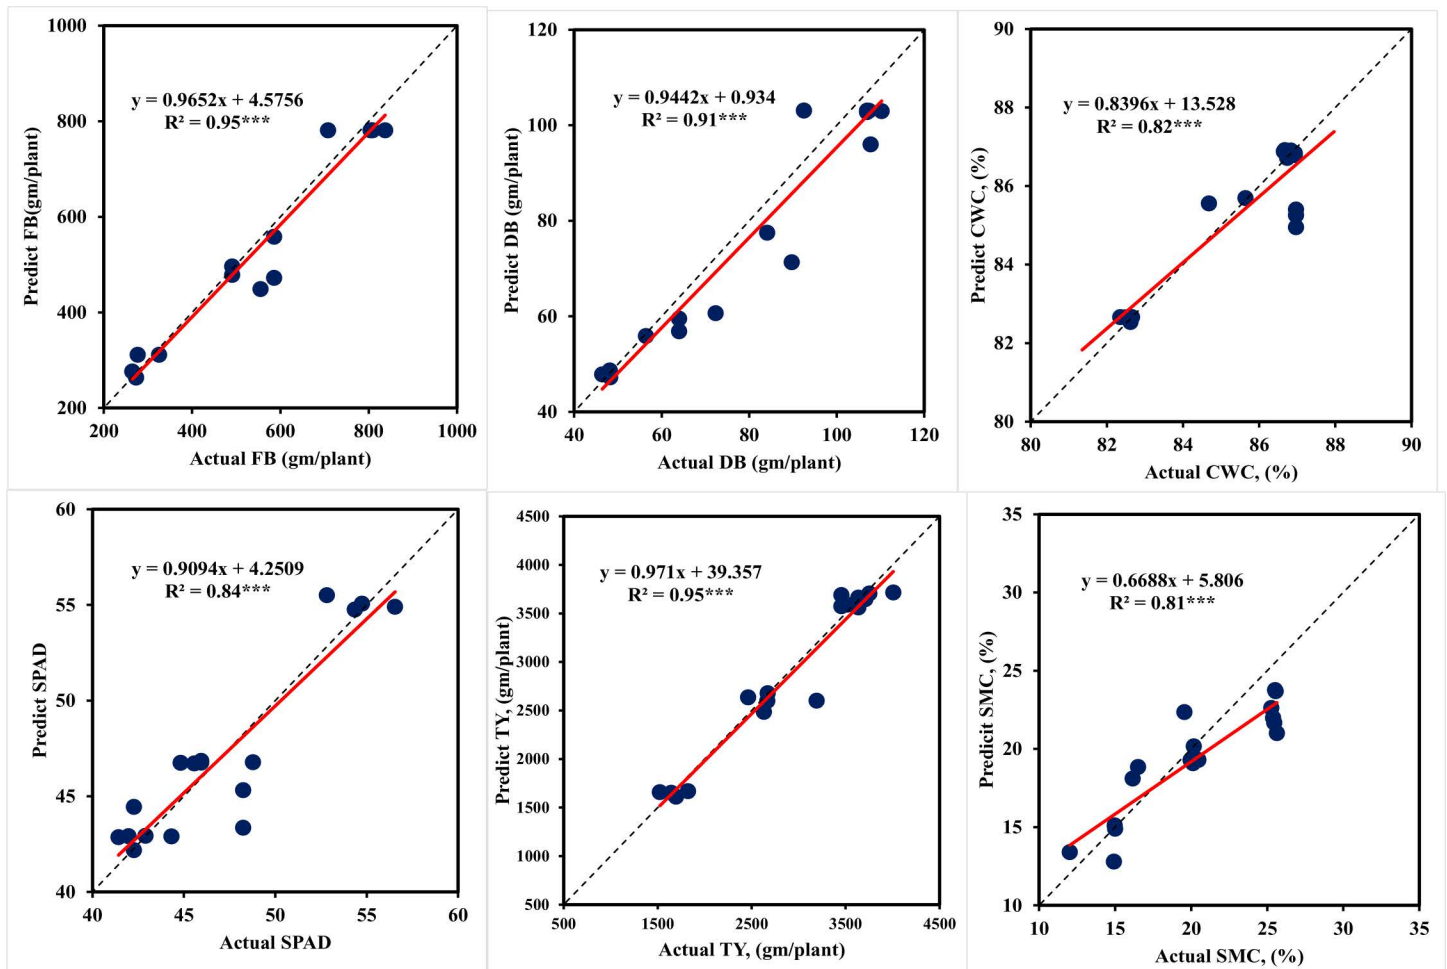 1000
800
600
400
200
Predict FB(gm/plant)
y = 0.9652x + 4.5756
R² = 0.95***
200 400 600 800 1000
Actual FB (gm/plant)
120
100
80
60
40
Predict DB (gm/plant)
y = 0.9442x + 0.934
R² = 0.91***
40 60 80 100 120
Actual DB (gm/plant)
90
88
86
84
82
80
Predict CWC, (%)
y = 0.8396x + 13.528
R² = 0.82***
80 82 84 86 88 90
Actual CWC, (%)
60
55
50
45
40
Predict SPAD
y = 0.9094x + 4.2509
R² = 0.84***
40 45 50 55 60
Actual SPAD
4500
4000
3500
3000
2500
2000
1500
1000
500
Predict TY, (gm/plant)
y = 0.971x + 39.357
R² = 0.95***
500 1500 2500 3500 4500
Actual TY, (gm/plant)
35
30
25
20
15
10
Predicit SMC, (%)
y = 0.6688x + 5.806
R² = 0.81***
10 15 20 25 30 35
Actual SMC, (%)